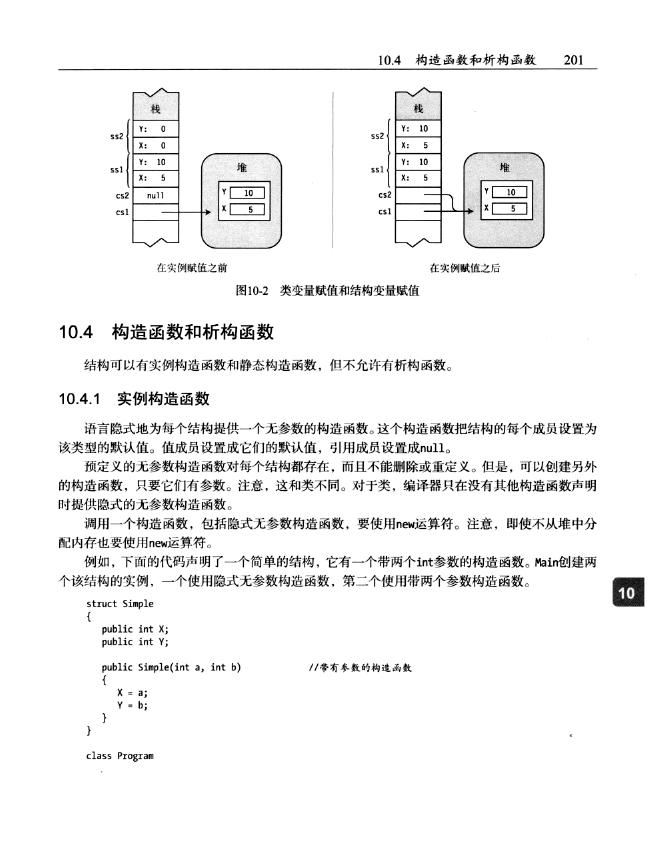 10.4 构造函数和析构函数 201
栈
ss2
Y: 0
X: 0
ss1
Y: 10
X: 5
cs2
null
cs1
堆
Y 10
X 5
在实例赋值之前
栈
ss2
Y: 10
X: 5
ss1
Y: 10
X: 5
cs2
cs1
堆
Y 10
X 5
在实例赋值之后
图10-2 类变量赋值和结构变量赋值
10.4 构造函数和析构函数
结构可以有实例构造函数和静态构造函数，但不允许有析构函数。
10.4.1 实例构造函数
语言隐式地为每个结构提供一个无参数的构造函数。这个构造函数把结构的每个成员设置为
该类型的默认值。值成员设置成它们的默认值，引用成员设置成null。
预定义的无参数构造函数对每个结构都存在，而且不能删除或重定义。但是，可以创建另外
的构造函数，只要它们有参数。注意，这和类不同。对于类，编译器只在没有其他构造函数声明
时提供隐式的无参数构造函数。
调用一个构造函数，包括隐式无参数构造函数，要使用new运算符。注意，即使不从堆中分
配内存也要使用new运算符。
例如，下面的代码声明了一个简单的结构，它有一个带两个int参数的构造函数。Main创建两
个该结构的实例，一个使用隐式无参数构造函数，第二个使用带两个参数构造函数。
10
struct Simple
{
public int X;
public int Y;
public Simple(int a, int b) //带有参数的构造函数
{
X = a;
Y = b;
}
}
class Program